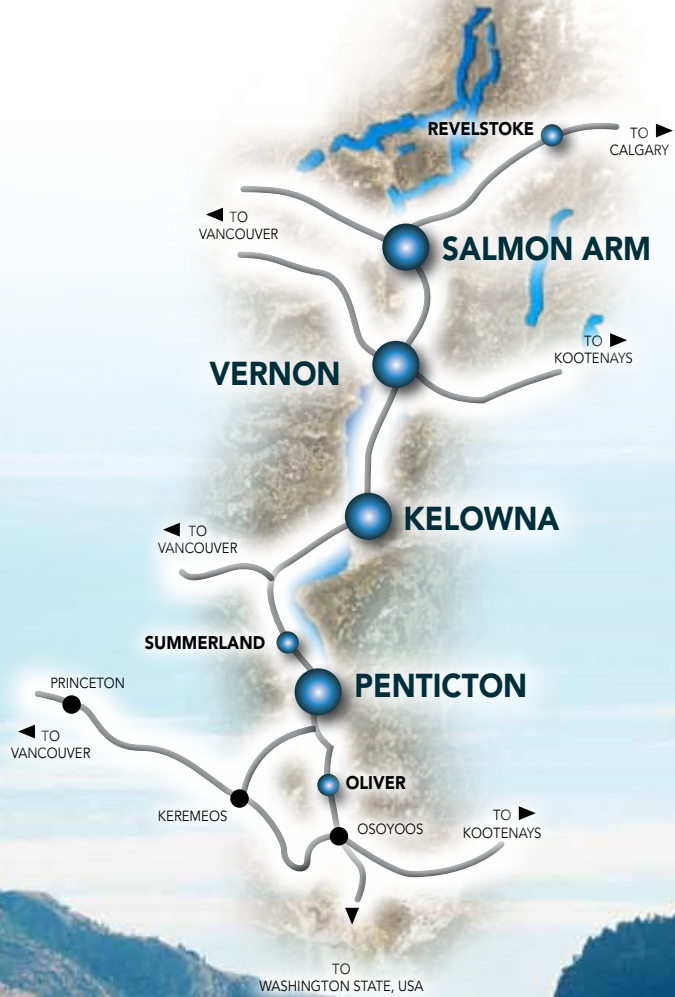 REVELSTOKE
TO
CALGARY
TO
VANCOUVER
SALMON ARM
TO
KOOTENAYS
VERNON
KELOWNA
TO
VANCOUVER
SUMMERLAND
PENTICTON
PRINCETON
TO
VANCOUVER
OLIVER
KEREMEOS
OSOYOOS
TO
KOOTENAYS
TO
WASHINGTON STATE, USA